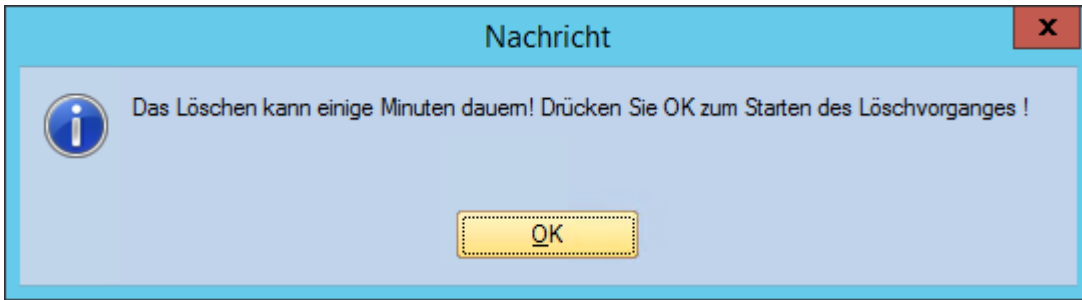 Nachricht
x
Das Löschen kann einige Minuten dauern! Drücken Sie OK zum Starten des Löschvorganges !
OK